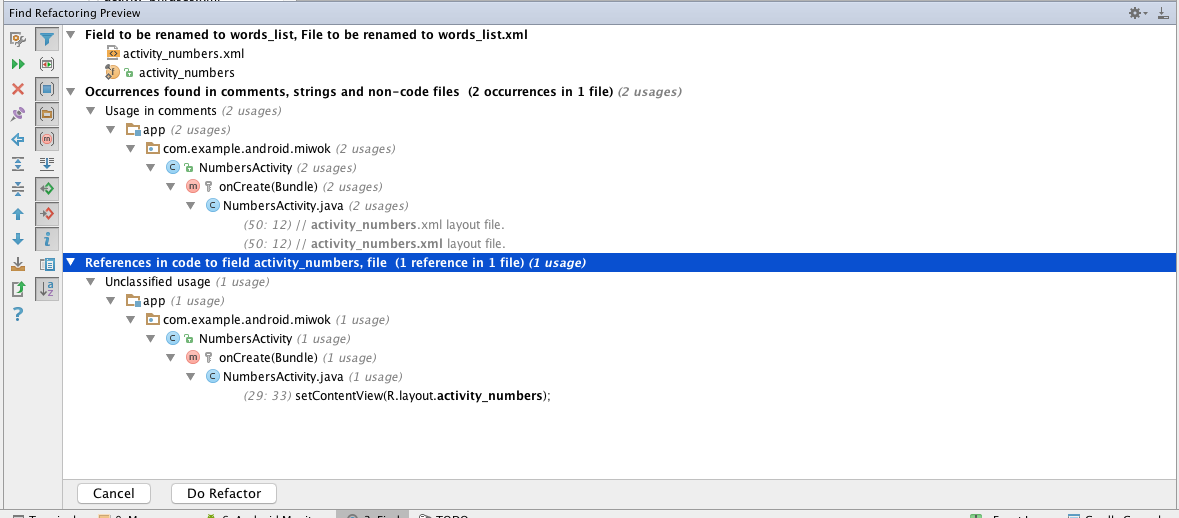 Find Refactoring Preview
Field to be renamed to words_list, File to be renamed to words_list.xml
activity_numbers.xml
activity_numbers
Occurrences found in comments, strings and non-code files (2 occurrences in 1 file) (2 usages)
Usage in comments (2 usages)
app (2 usages)
com.example.android.miwok (2 usages)
NumbersActivity (2 usages)
onCreate(Bundle) (2 usages)
NumbersActivity.java (2 usages)
(50: 12) // activity_numbers.xml layout file.
(50: 12) // activity_numbers.xml layout file.
References in code to field activity_numbers, file (1 reference in 1 file) (1 usage)
Unclassified usage (1 usage)
app (1 usage)
com.example.android.miwok (1 usage)
NumbersActivity (1 usage)
onCreate(Bundle) (1 usage)
NumbersActivity.java (1 usage)
(29: 33) setContentView(R.layout.activity_numbers);
Cancel Do Refactor